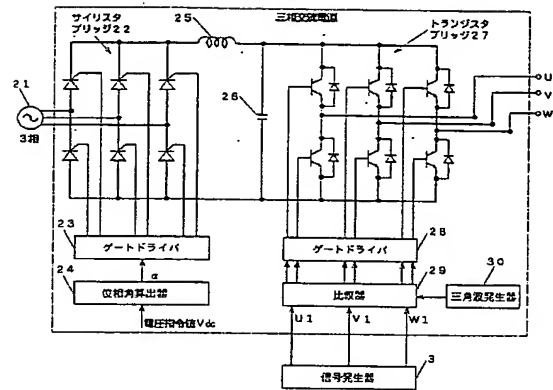 三相交流電源
サイリスタ
ブリッジ22
25
トランジスタ
ブリッジ27
21
3相
26
U
V
W
23
ゲートドライバ
28
ゲートドライバ
α
24
位相角算出器
29
比較器
30
三角波発生器
電圧指令値Vdc
U1
V1
W1
信号発生器
3